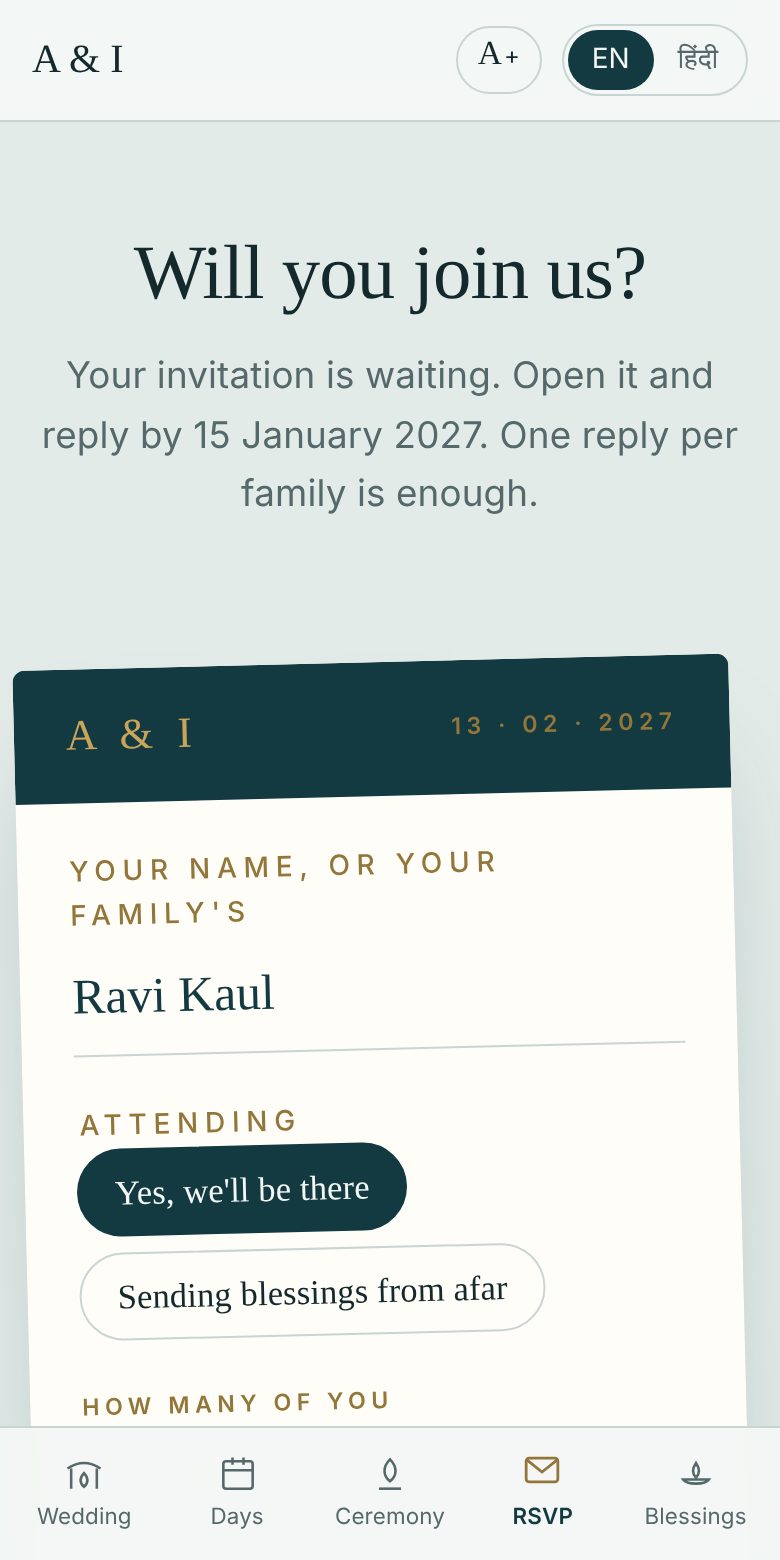 A & I
A+
EN
हिंदी
Will you join us?
Your invitation is waiting. Open it and
reply by 15 January 2027. One reply per
family is enough.
A & I
13 · 02 · 2027
YOUR NAME, OR YOUR
FAMILY'S
Ravi Kaul
ATTENDING
Yes, we'll be there
Sending blessings from afar
HOW MANY OF YOU
Wedding
Days
Ceremony
RSVP
Blessings